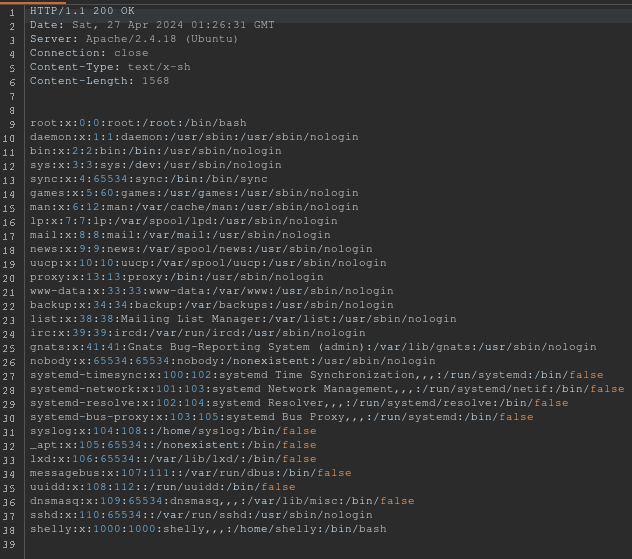 1 HTTP/1.1 200 OK
2 Date: Sat, 27 Apr 2024 01:26:31 GMT
3 Server: Apache/2.4.18 (Ubuntu)
4 Connection: close
5 Content-Type: text/x-sh
6 Content-Length: 1568
7
8
9 root:x:0:0:root:/root:/bin/bash
10 daemon:x:1:1:daemon:/usr/sbin:/usr/sbin/nologin
11 bin:x:2:2:bin:/bin:/usr/sbin/nologin
12 sys:x:3:3:sys:/dev:/usr/sbin/nologin
13 sync:x:4:65534:sync:/bin:/bin/sync
14 games:x:5:60:games:/usr/games:/usr/sbin/nologin
15 man:x:6:12:man:/var/cache/man:/usr/sbin/nologin
16 lp:x:7:7:lp:/var/spool/lpd:/usr/sbin/nologin
17 mail:x:8:8:mail:/var/mail:/usr/sbin/nologin
18 news:x:9:9:news:/var/spool/news:/usr/sbin/nologin
19 uucp:x:10:10:uucp:/var/spool/uucp:/usr/sbin/nologin
20 proxy:x:13:13:proxy:/bin:/usr/sbin/nologin
21 www-data:x:33:33:www-data:/var/www:/usr/sbin/nologin
22 backup:x:34:34:backup:/var/backups:/usr/sbin/nologin
23 list:x:38:38:Mailing List Manager:/var/list:/usr/sbin/nologin
24 irc:x:39:39:ircd:/var/run/ircd:/usr/sbin/nologin
25 gnats:x:41:41:Gnats Bug-Reporting System (admin):/var/lib/gnats:/usr/sbin/nologin
26 nobody:x:65534:65534:nobody:/nonexistent:/usr/sbin/nologin
27 systemd-timesync:x:100:102:systemd Time Synchronization,,,:/run/systemd:/bin/false
28 systemd-network:x:101:103:systemd Network Management,,,:/run/systemd/netif:/bin/false
29 systemd-resolve:x:102:104:systemd Resolver,,,:/run/systemd/resolve:/bin/false
30 systemd-bus-proxy:x:103:105:systemd Bus Proxy,,,:/run/systemd:/bin/false
31 syslog:x:104:108::/home/syslog:/bin/false
32 _apt:x:105:65534::/nonexistent:/bin/false
33 lxd:x:106:65534::/var/lib/lxd/:/bin/false
34 messagebus:x:107:111::/var/run/dbus:/bin/false
35 uuidd:x:108:112::/run/uuidd:/bin/false
36 dnsmasq:x:109:65534:dnsmasq,,,:/var/lib/misc:/bin/false
37 sshd:x:110:65534::/var/run/sshd:/usr/sbin/nologin
38 shelly:x:1000:1000:shelly,,,:/home/shelly:/bin/bash
39